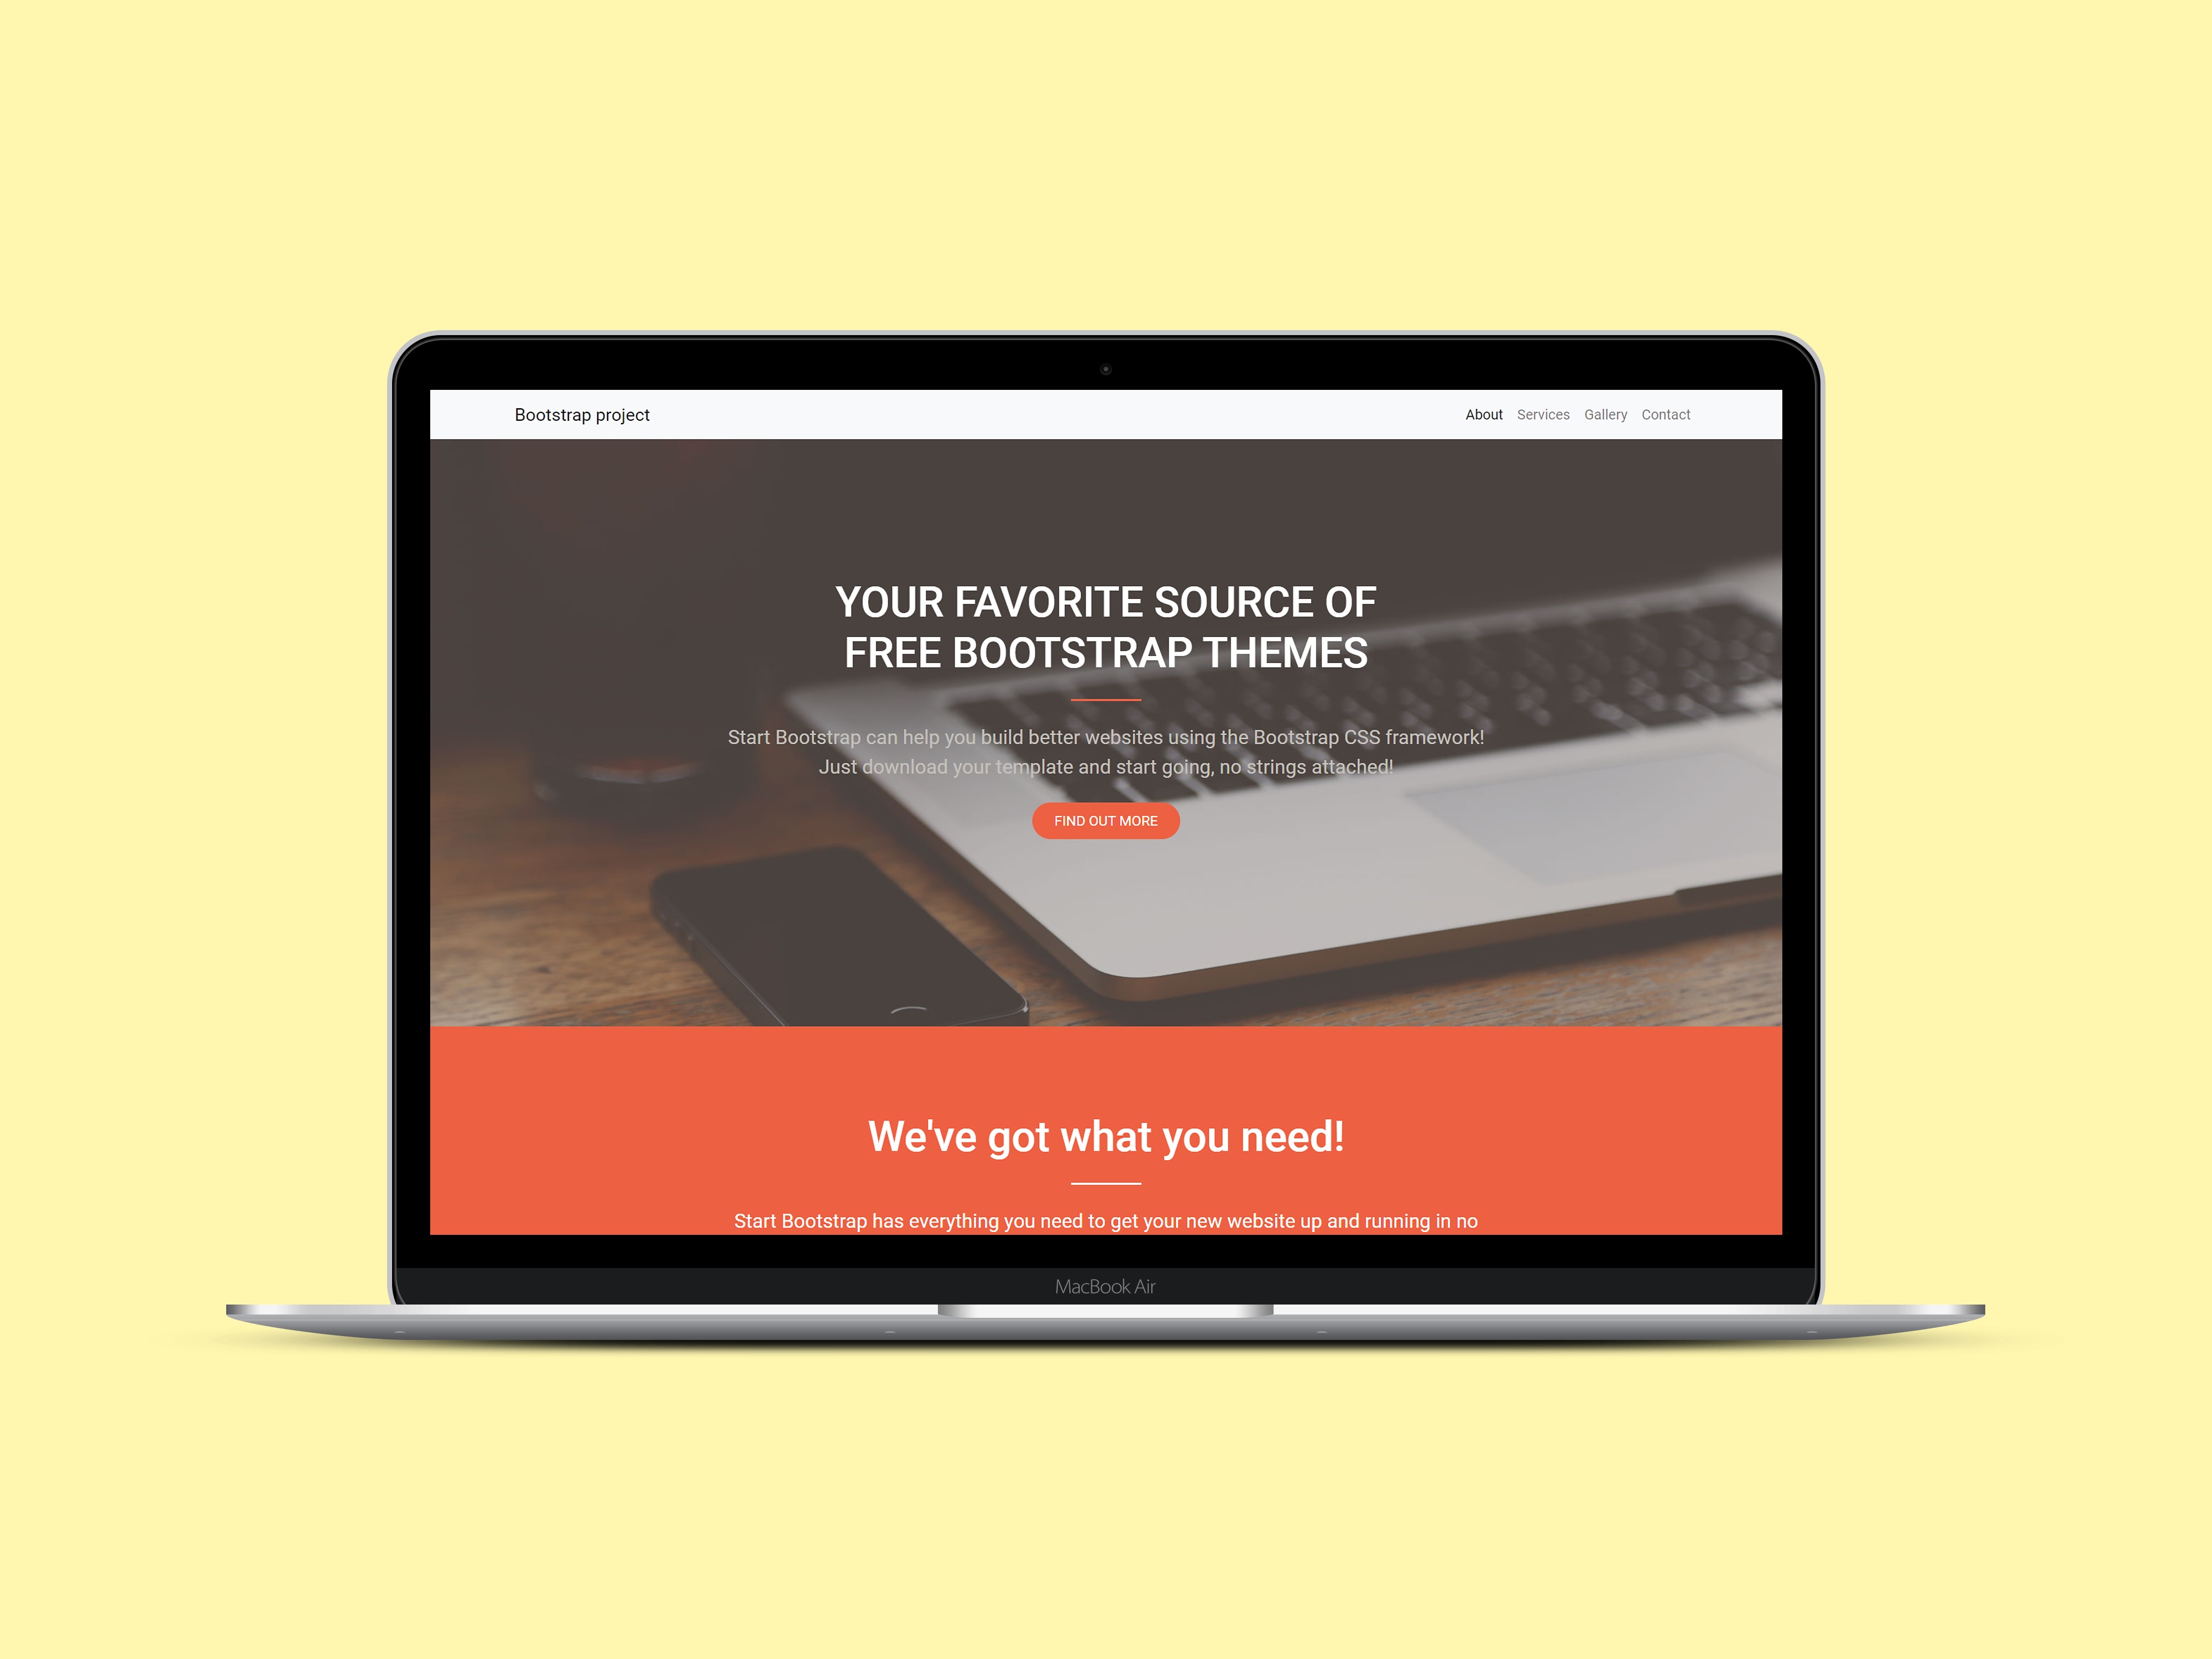 Bootstrap project
About Services Gallery Contact
YOUR FAVORITE SOURCE OF
FREE BOOTSTRAP THEMES
Start Bootstrap can help you build better websites using the Bootstrap CSS framework!
Just download your template and start going, no strings attached!
FIND OUT MORE
We've got what you need!
Start Bootstrap has everything you need to get your new website up and running in no
MacBook Air